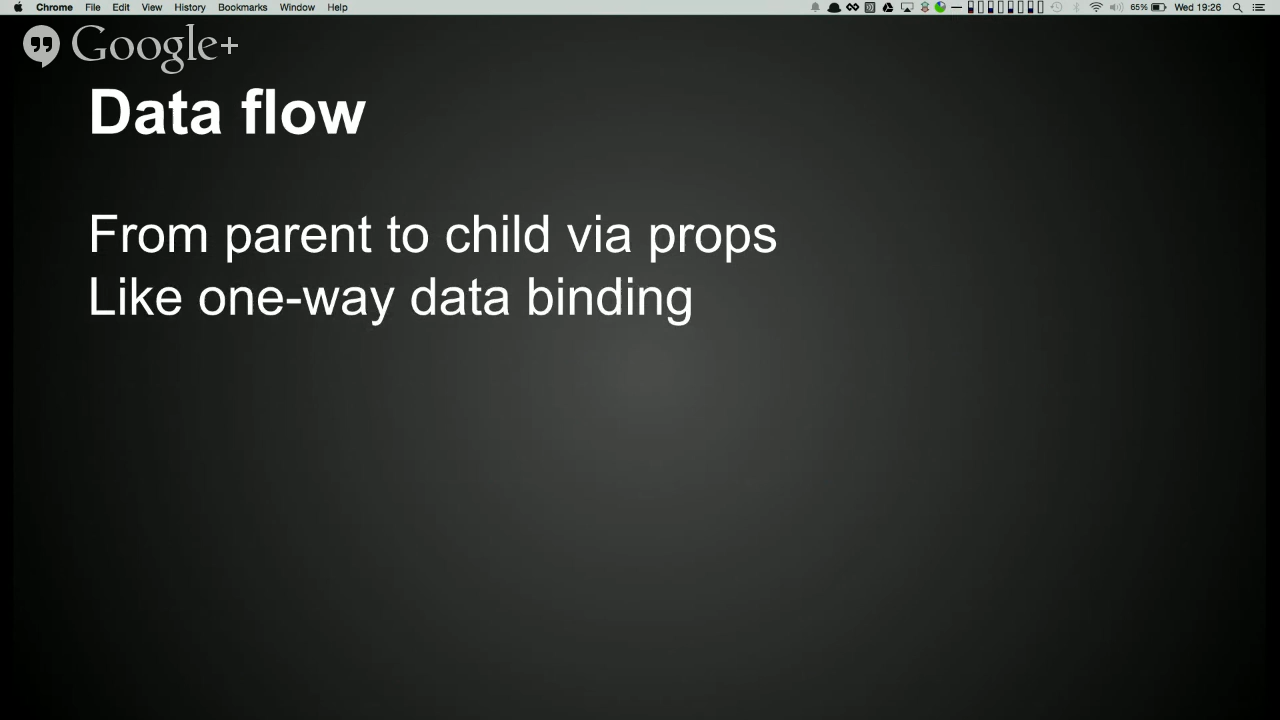 Chrome File Edit View History Bookmarks Window Help 65% Wed 19:26
Google+
Data flow
From parent to child via props
Like one-way data binding